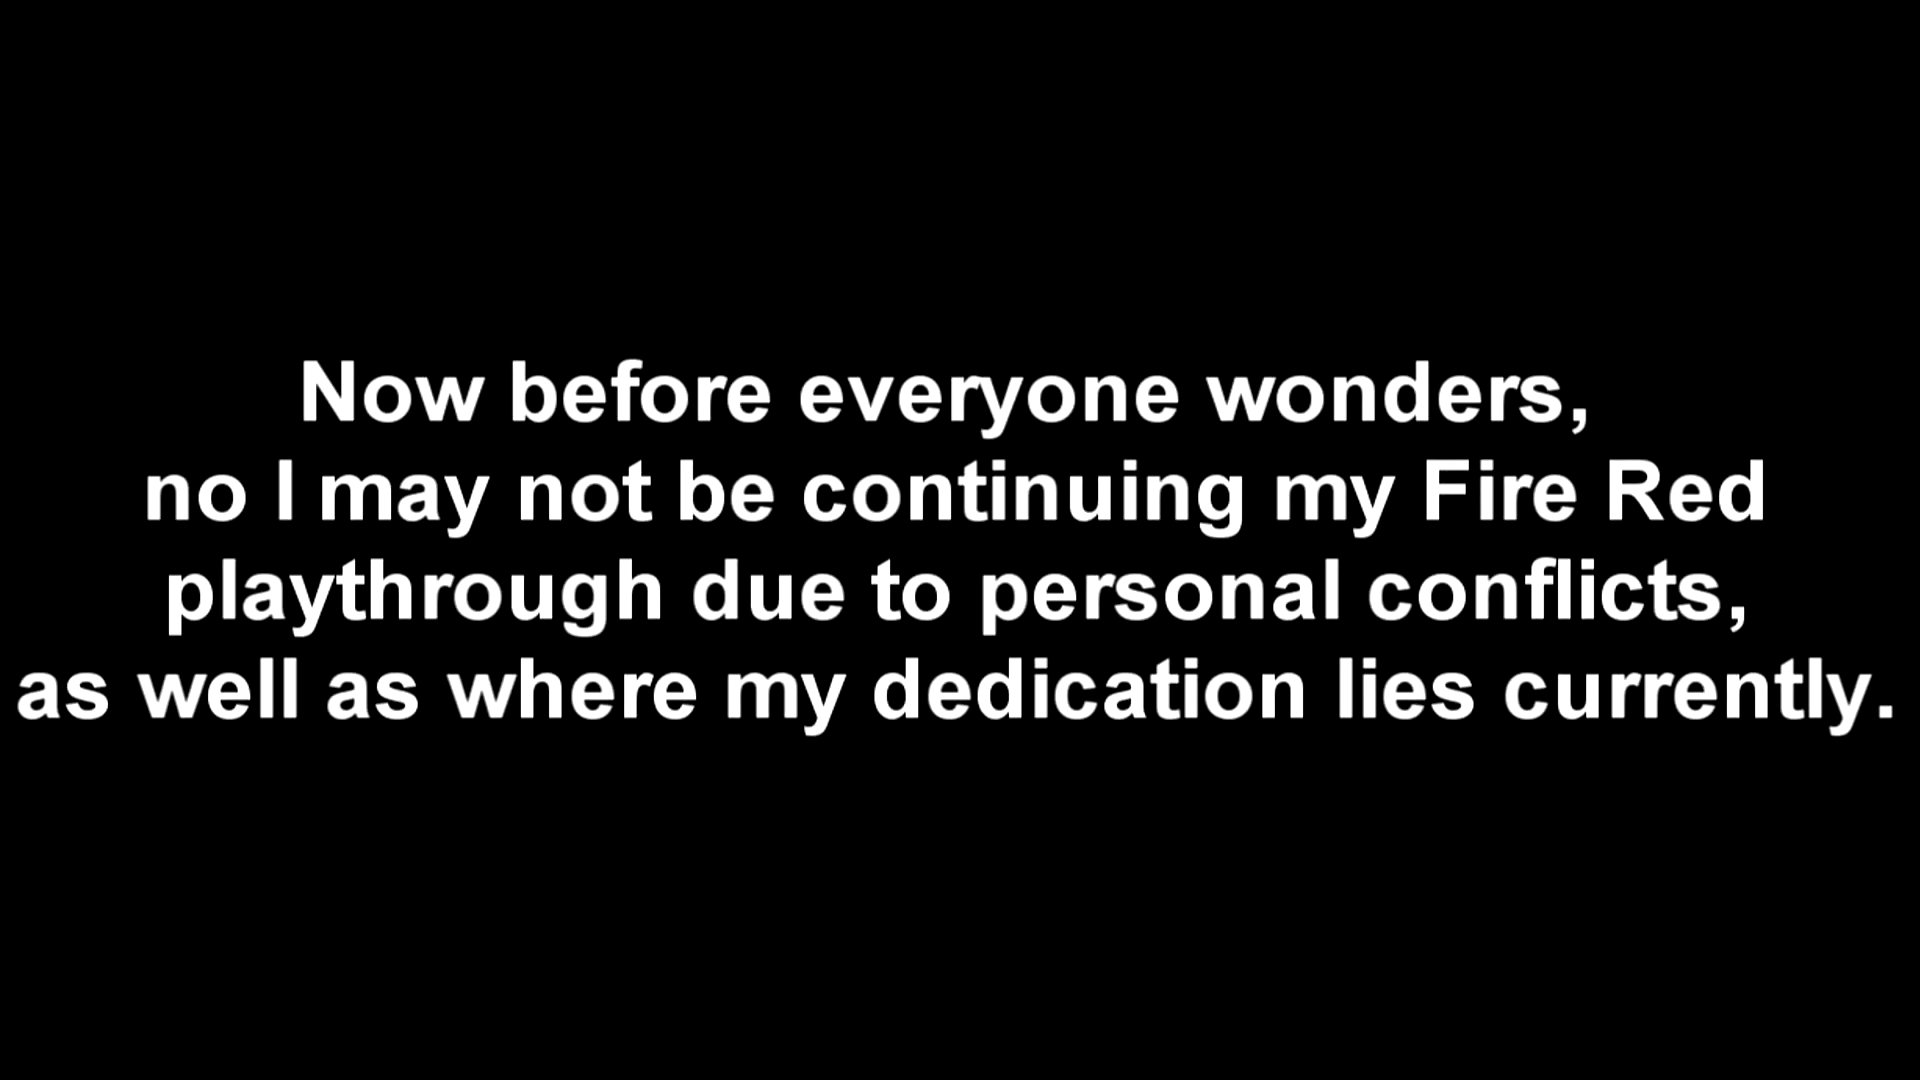 Now before everyone wonders,
no I may not be continuing my Fire Red
playthrough due to personal conflicts,
as well as where my dedication lies currently.